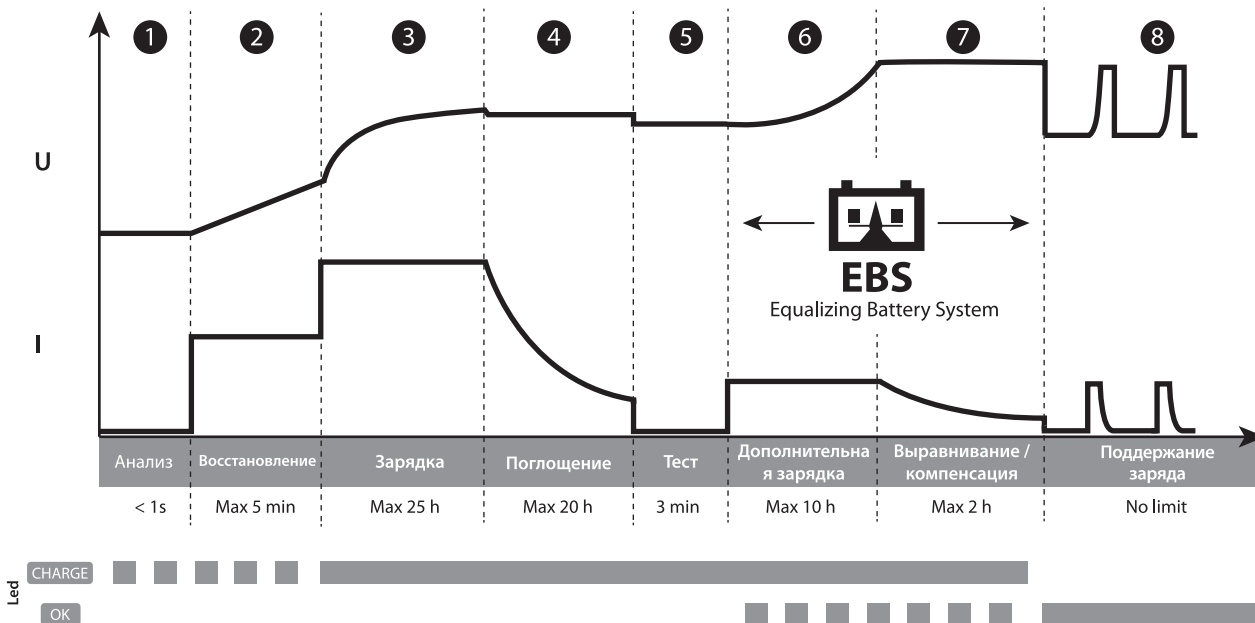 1 2 3 4 5 6 7 8
U
EBS
Equalizing Battery System
I
Анализ Восстановление Зарядка Поглощение Тест Дополнительна Выравнивание / Поддержание
я зарядка компенсация заряда
< 1s Max 5 min Max 25 h Max 20 h 3 min Max 10 h Max 2 h No limit
Led
CHARGE
OK